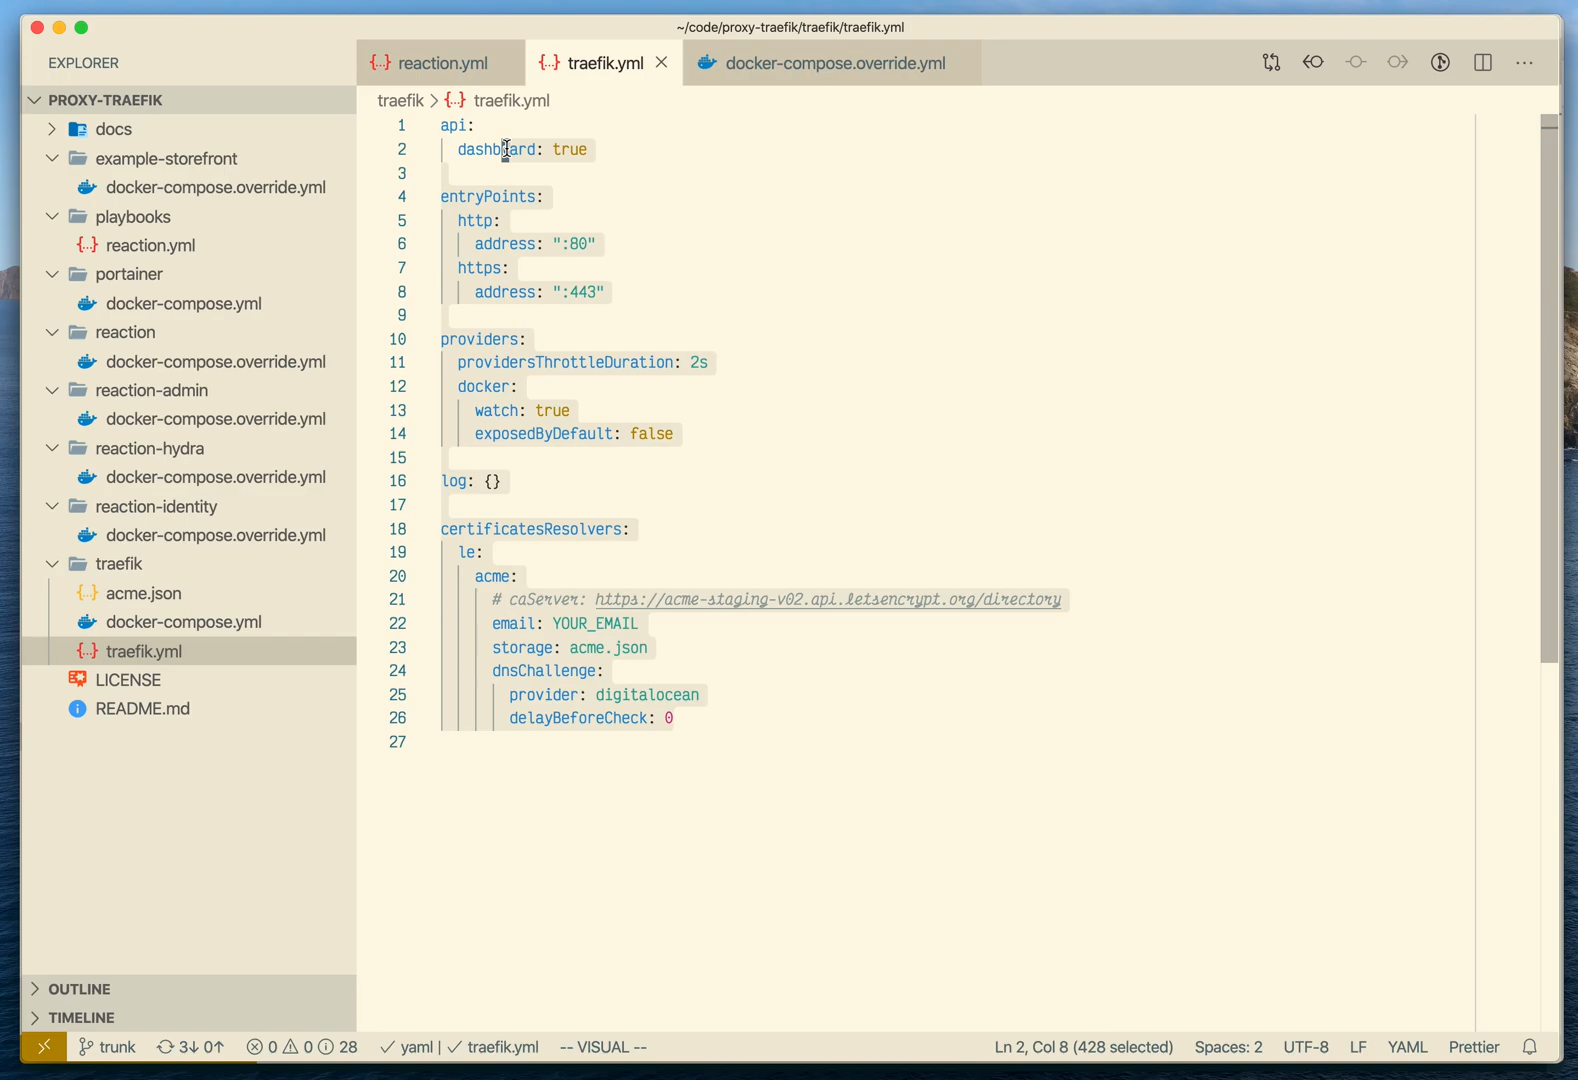 ~/code/proxy-traefik/traefik/traefik.yml
EXPLORER
reaction.yml
traefik.yml
docker-compose.override.yml
PROXY-TRAEFIK
docs
example-storefront
docker-compose.override.yml
playbooks
reaction.yml
portainer
docker-compose.yml
reaction
docker-compose.override.yml
reaction-admin
docker-compose.override.yml
reaction-hydra
docker-compose.override.yml
reaction-identity
docker-compose.override.yml
traefik
acme.json
docker-compose.yml
traefik.yml
LICENSE
README.md
OUTLINE
TIMELINE
traefik > {..} traefik.yml
1 api:
2 dashboard: true
3
4 entryPoints:
5 http:
6 address: ":80"
7 https:
8 address: ":443"
9
10 providers:
11 providersThrottleDuration: 2s
12 docker:
13 watch: true
14 exposedByDefault: false
15
16 log: {}
17
18 certificatesResolvers:
19 le:
20 acme:
21 # caServer: https://acme-staging-v02.api.letsencrypt.org/directory
22 email: YOUR_EMAIL
23 storage: acme.json
24 dnsChallenge:
25 provider: digitalocean
26 delayBeforeCheck: 0
27
trunk 3↓ 0↑ 0 0 28 yaml | traefik.yml -- VISUAL -- Ln 2, Col 8 (428 selected) Spaces: 2 UTF-8 LF YAML Prettier